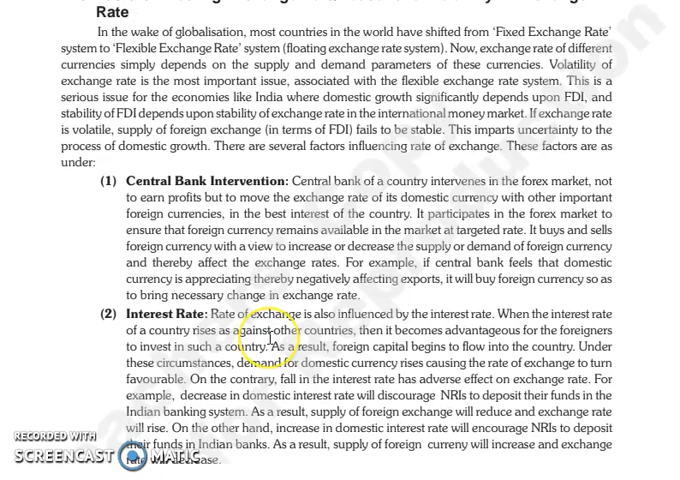 Rate
In the wake of globalisation, most countries in the world have shifted from 'Fixed Exchange Rate'
system to 'Flexible Exchange Rate' system (floating exchange rate system). Now, exchange rate of different
currencies simply depends on the supply and demand parameters of these currencies. Volatility of
exchange rate is the most important issue, associated with the flexible exchange rate system. This is a
serious issue for the economies like India where domestic growth significantly depends upon FDI, and
stability of FDI depends upon stability of exchange rate in the international money market. If exchange rate
is volatile, supply of foreign exchange (in terms of FDI) fails to be stable. This imparts uncertainty to the
process of domestic growth. There are several factors influencing rate of exchange. These factors are as
under:
(1) Central Bank Intervention: Central bank of a country intervenes in the forex market, not
to earn profits but to move the exchange rate of its domestic currency with other important
foreign currencies, in the best interest of the country. It participates in the forex market to
ensure that foreign currency remains available in the market at targeted rate. It buys and sells
foreign currency with a view to increase or decrease the supply or demand of foreign currency
and thereby affect the exchange rates. For example, if central bank feels that domestic
currency is appreciating thereby negatively affecting exports, it will buy foreign currency so as
to bring necessary change in exchange rate.
(2) Interest Rate: Rate of exchange is also influenced by the interest rate. When the interest rate
of a country rises as against other countries, then it becomes advantageous for the foreigners
to invest in such a country. As a result, foreign capital begins to flow into the country. Under
these circumstances, demand for domestic currency rises causing the rate of exchange to turn
favourable. On the contrary, fall in the interest rate has adverse effect on exchange rate. For
example, decrease in domestic interest rate will discourage NRIs to deposit their funds in the
Indian banking system. As a result, supply of foreign exchange will reduce and exchange rate
will rise. On the other hand, increase in domestic interest rate will encourage NRIs to deposit
their funds in Indian banks. As a result, supply of foreign curreny will increase and exchange
RECORDED WITH
SCREENCAST MATIC